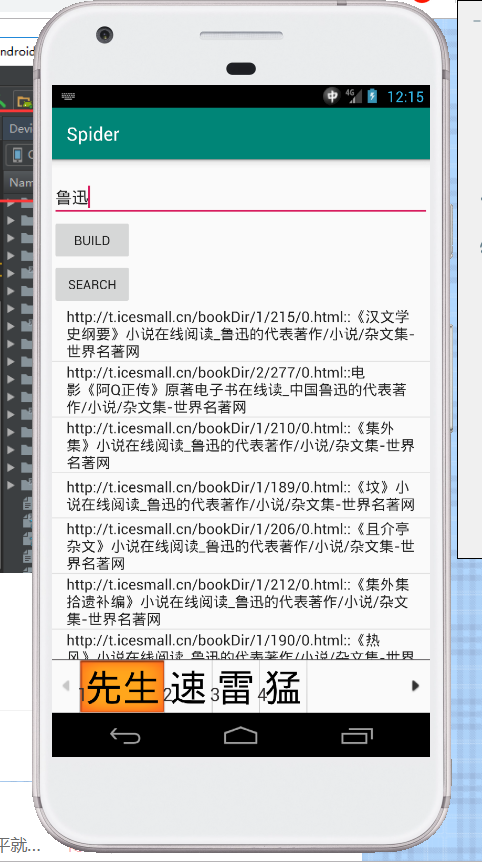 ndroid
4G 12:15
中
Devi
Spider
Nam
鲁迅
BUILD
SEARCH
http://t.icesmall.cn/bookDir/1/215/0.html::《汉文学
史纲要》小说在线阅读_鲁迅的代表著作/小说/杂文集-
世界名著网
http://t.icesmall.cn/bookDir/2/277/0.html::电
影《阿Q正传》原著电子书在线读_中国鲁迅的代表著
作/小说/杂文集-世界名著网
http://t.icesmall.cn/bookDir/1/210/0.html::《集外
集》小说在线阅读_鲁迅的代表著作/小说/杂文集-世界
名著网
http://t.icesmall.cn/bookDir/1/189/0.html::《坟》小
说在线阅读_鲁迅的代表著作/小说/杂文集-世界名著网
http://t.icesmall.cn/bookDir/1/206/0.html::《且介亭
杂文》小说在线阅读_鲁迅的代表著作/小说/杂文集-世
界名著网
http://t.icesmall.cn/bookDir/1/212/0.html::《集外集
拾遗补编》小说在线阅读_鲁迅的代表著作/小说/杂文
集-世界名著网
http://t.icesmall.cn/bookDir/1/190/0.html::《热
风》小说在线阅读_鲁迅的代表著作/小说/杂文集-世界
1先生 2速 3雷 4猛
平就...